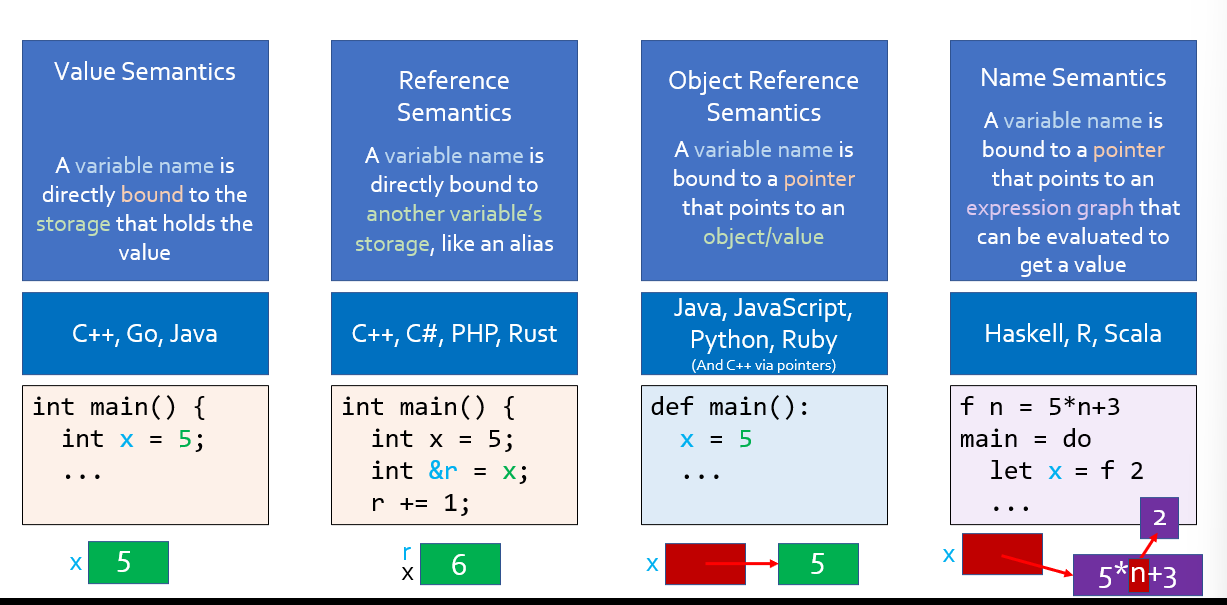 Value Semantics
A variable name is
directly bound to the
storage that holds the
value
C++, Go, Java
int main() {
  int x = 5;
  ...
x
5
Reference
Semantics
A variable name is
directly bound to
another variable's
storage, like an alias
C++, C#, PHP, Rust
int main() {
  int x = 5;
  int &r = x;
  r += 1;
r
x
6
Object Reference
Semantics
A variable name is
bound to a pointer
that points to an
object/value
Java, JavaScript,
Python, Ruby
(And C++ via pointers)
def main():
  x = 5
  ...
x
5
Name Semantics
A variable name is
bound to a pointer
that points to an
expression graph that
can be evaluated to
get a value
Haskell, R, Scala
f n = 5*n+3
main = do
  let x = f 2
  ...
2
x
5*n+3